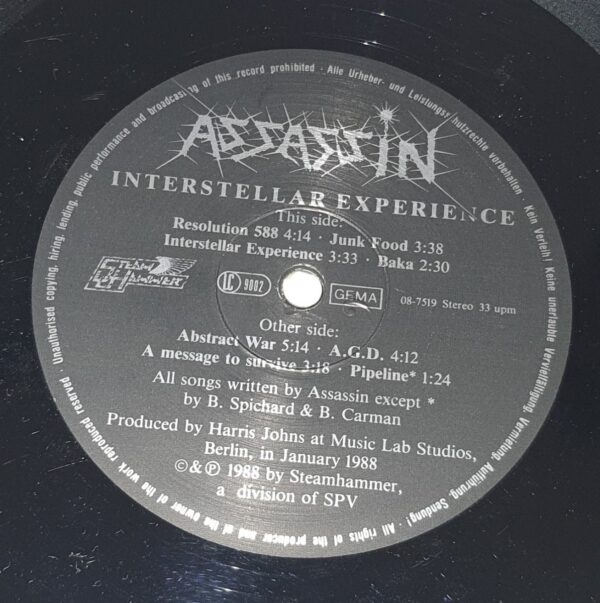 ASSASSIN
INTERSTELLAR EXPERIENCE
This side:
Resolution 588 4:14 · Junk Food 3:38
Interstellar Experience 3:33 · Baka 2:30
STEAM HAMMER
LC 9002
GEMA
08-7519 Stereo 33 upm
Other side:
Abstract War 5:14 · A.G.D. 4:12
A message to survive 3:18 · Pipeline* 1:24
All songs written by Assassin except *
by B. Spichard & B. Carman
Produced by Harris Johns at Music Lab Studios,
Berlin, in January 1988
©&℗ 1988 by Steamhammer,
a division of SPV
Alle Urheber- und Leistungsschutzrechte vorbehalten · Kein Verleih! Keine unerlaubte Vervielfältigung, Vermietung, Aufführung, Sendung! · All rights of the producer and of the owner of the work reproduced reserved · Unauthorised copying, hiring, lending, public performance and broadcasting of this record prohibited ·